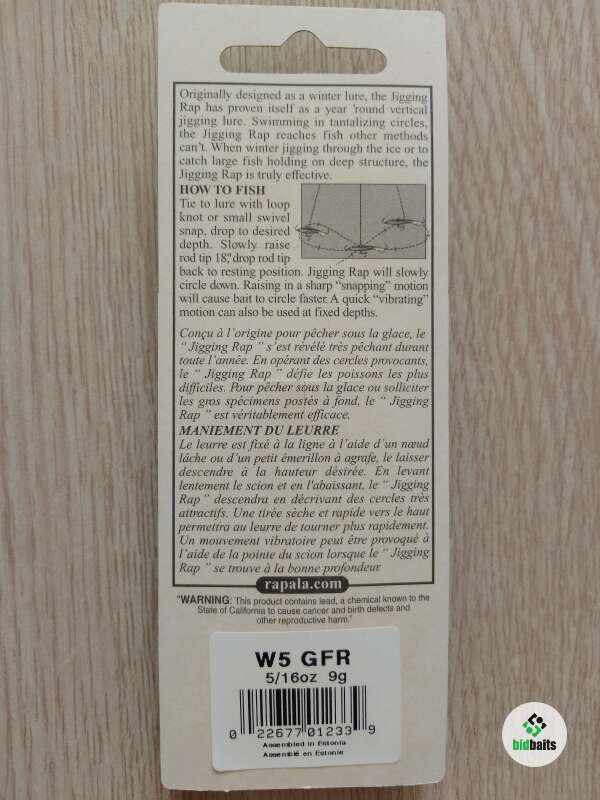 Originally designed as a winter lure, the Jigging
Rap has proven itself as a year 'round vertical
jigging lure. Swimming in tantalizing circles,
the Jigging Rap reaches fish other methods
can't. When winter jigging through the ice or to
catch large fish holding on deep structure, the
Jigging Rap is truly effective.
HOW TO FISH
Tie to lure with loop
knot or small swivel
snap, drop to desired
depth. Slowly raise
rod tip 18," drop rod tip
back to resting position. Jigging Rap will slowly
circle down. Raising in a sharp “snapping” motion
will cause bait to circle faster. A quick “vibrating”
motion can also be used at fixed depths.
Conçu à l'origine pour pêcher sous la glace, le
“ Jigging Rap ” s'est révélé très pêchant durant
toute l'année. En opérant des cercles provocants,
le “ Jigging Rap ” défie les poissons les plus
difficiles. Pour pêcher sous la glace ou solliciter
les gros spécimens postés à fond, le “ Jigging
Rap ” est véritablement efficace.
MANIEMENT DU LEURRE
Le leurre est fixé à la ligne à l'aide d'un nœud
lâche ou d'un petit émerillon à agrafe, le laisser
descendre à la hauteur désirée. En levant
lentement le scion et en l'abaissant, le “ Jigging
Rap ” descendra en décrivant des cercles très
attractifs. Une tirée sèche et rapide vers le haut
permettra au leurre de tourner plus rapidement.
Un mouvement vibratoire peut être provoqué à
l'aide de la pointe du scion lorsque le “ Jigging
Rap ” se trouve à la bonne profondeur.
rapala.com
"WARNING: This product contains lead, a chemical known to the
State of California to cause cancer and birth defects and
other reproductive harm."
W5 GFR
5/16oz 9g
0 22677 01233 9
Assembled in Estonia
Assemblé en Estonie
bidbaits